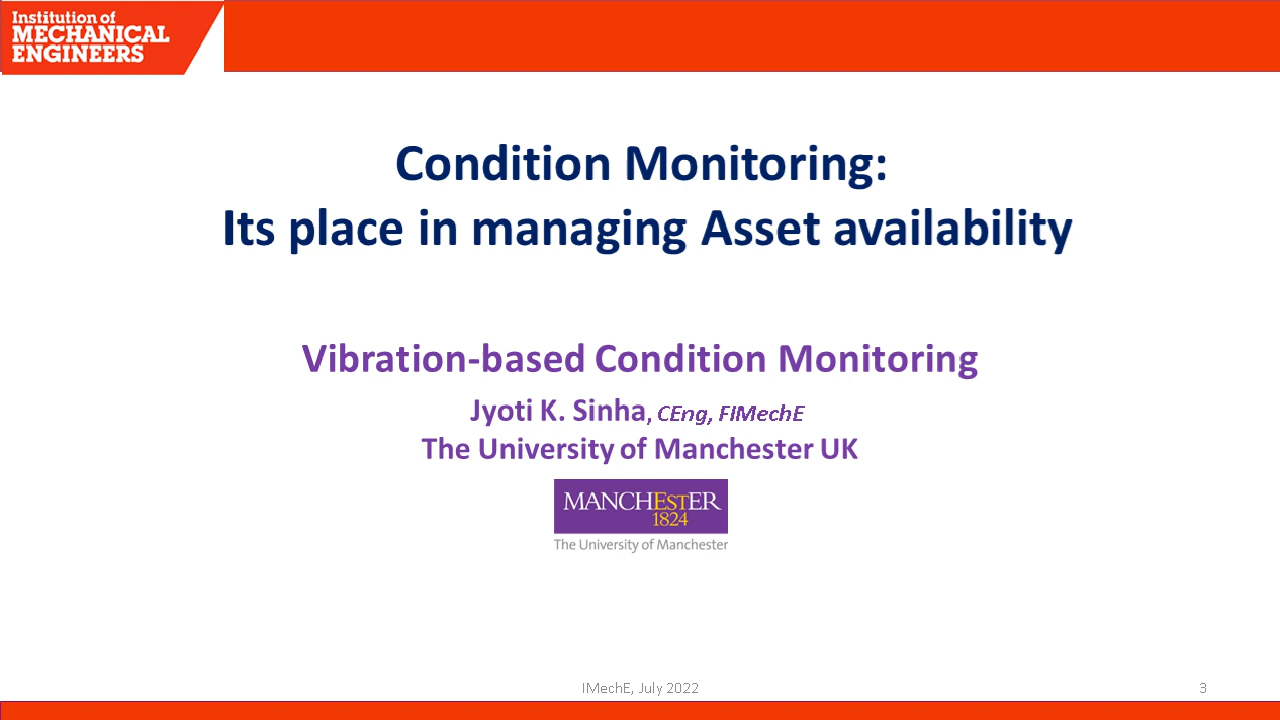 Institution of
MECHANICAL
ENGINEERS
Condition Monitoring:
Its place in managing Asset availability
Vibration-based Condition Monitoring
Jyoti K. Sinha, CEng, FIMechE
The University of Manchester UK
MANCHESTER
1824
The University of Manchester
IMechE, July 2022
3